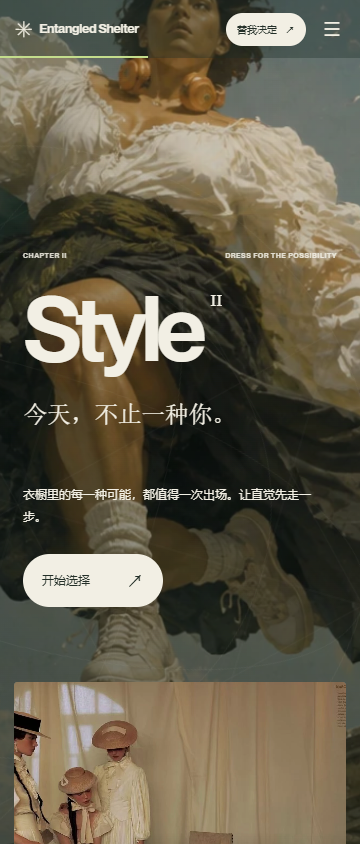 Entangled Shelter
替我决定 ↗
CHAPTER II
DRESS FOR THE POSSIBILITY
Style II
今天，不止一种你。
衣橱里的每一种可能，都值得一次出场。让直觉先走一
步。
开始选择 ↗